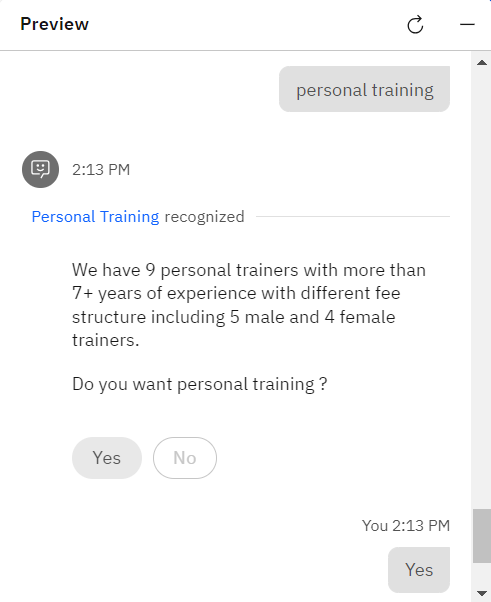 Preview
personal training
2:13 PM
Personal Training recognized
We have 9 personal trainers with more than
7+ years of experience with different fee
structure including 5 male and 4 female
trainers.
Do you want personal training ?
Yes
No
You 2:13 PM
Yes